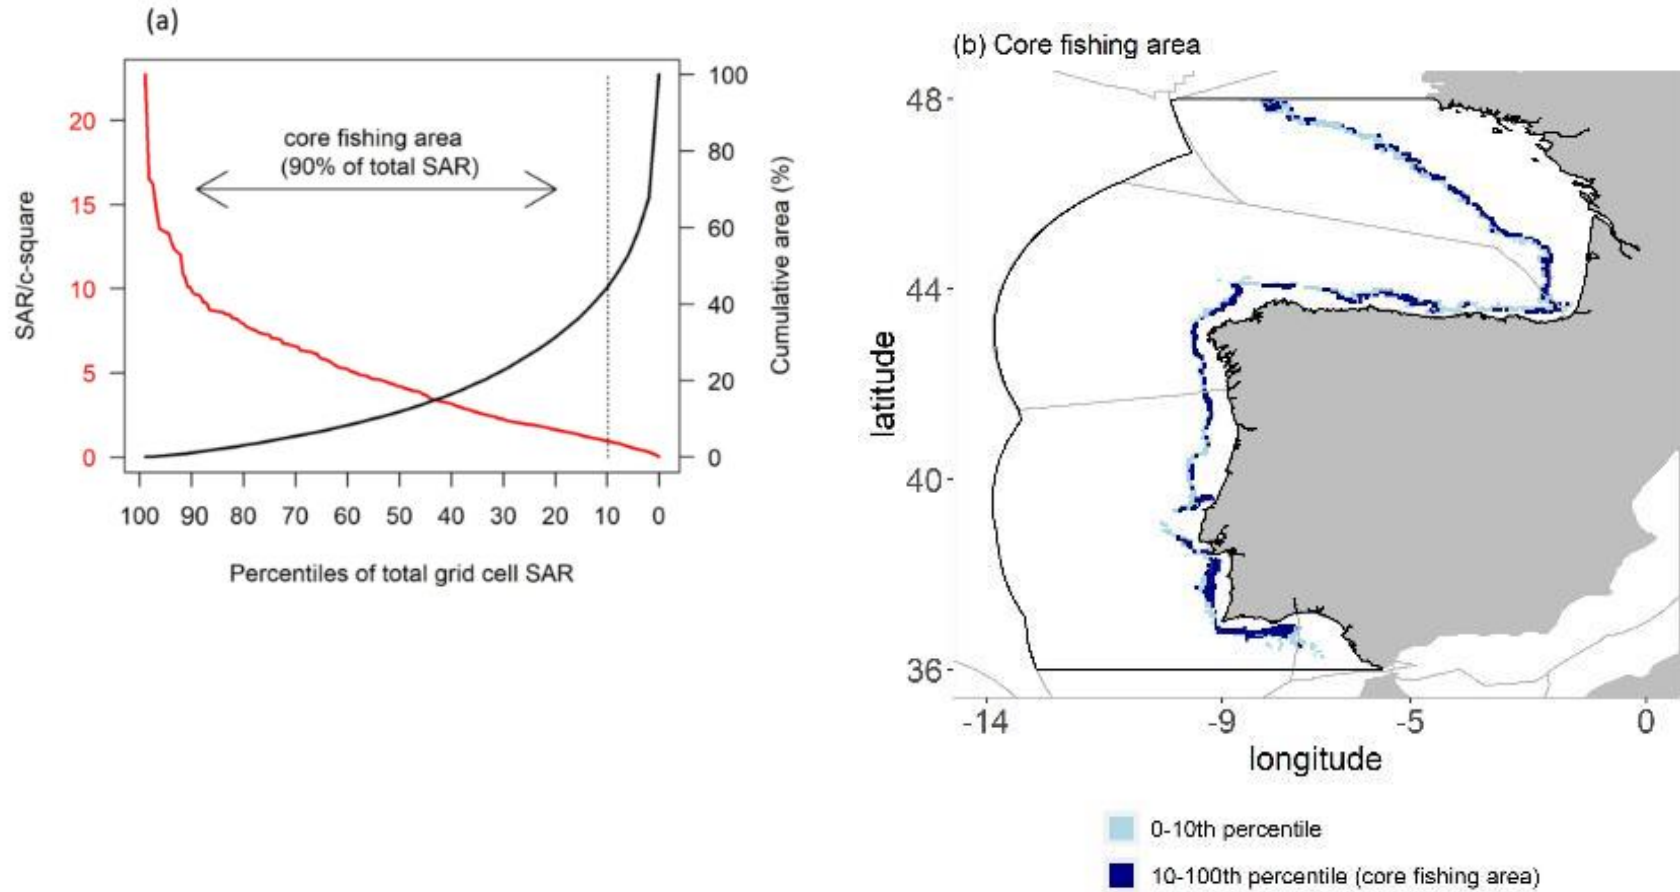 (a)
core fishing area
(90% of total SAR)
SAR/c-square
20
15
10
5
0
100
80
60
40
20
0
Cumulative area (%)
100 90 80 70 60 50 40 30 20 10 0
Percentiles of total grid cell SAR
(b) Core fishing area
latitude
48
44
40
36
-14 -9 -5 0
longitude
0-10th percentile
10-100th percentile (core fishing area)